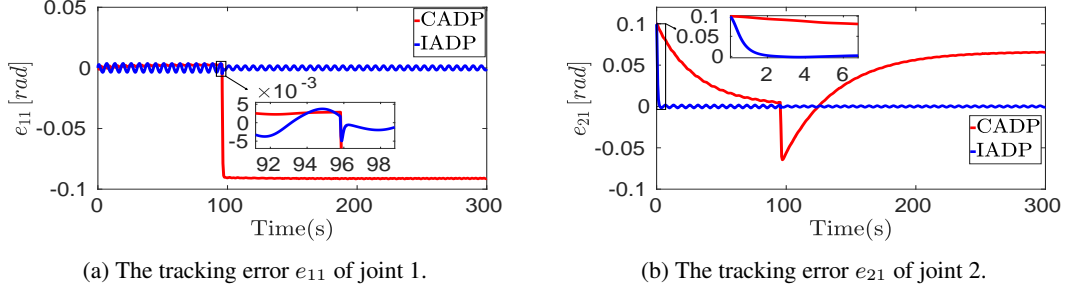 0.05
0
-0.05
-0.1
e11 [rad]
CADP
IADP
×10^-3
5
0
-5
92 94 96 98
0 100 200 300
Time(s)
(a) The tracking error e11 of joint 1.
0.1
0.05
0
-0.05
-0.1
e21 [rad]
0.1
0.05
0
2 4 6
CADP
IADP
0 100 200 300
Time(s)
(b) The tracking error e21 of joint 2.